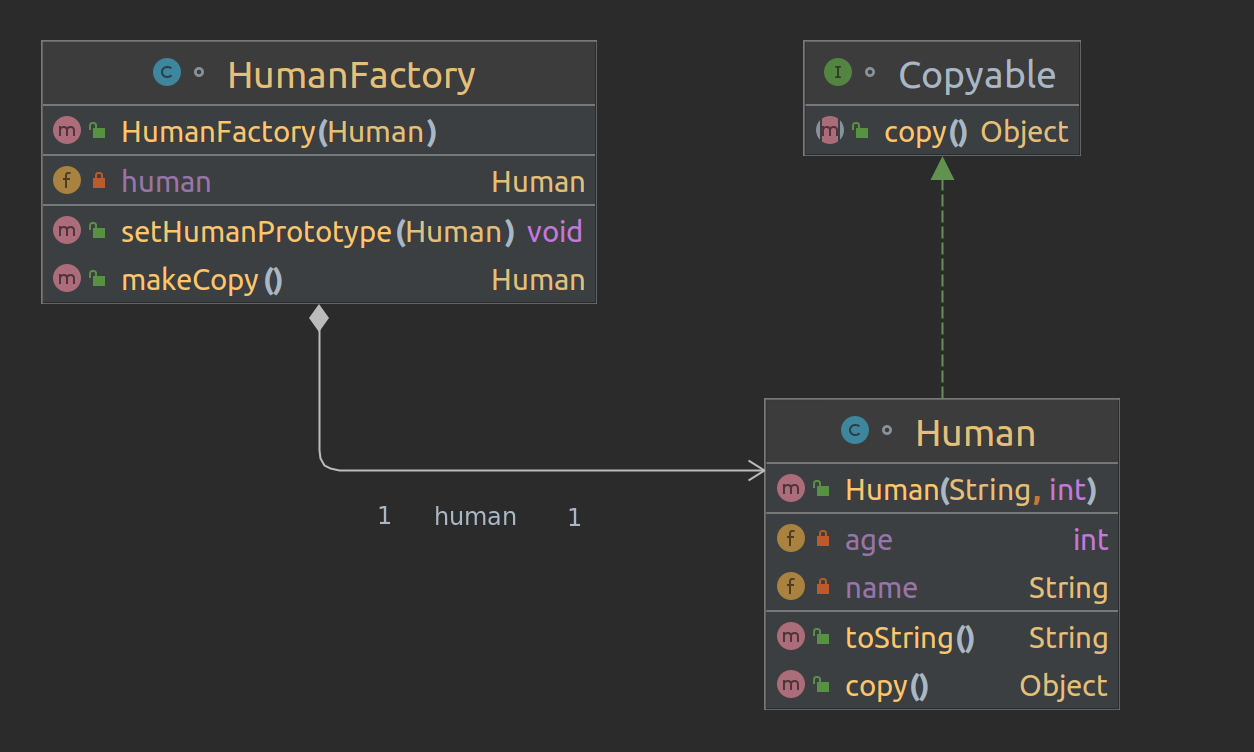 HumanFactory
HumanFactory(Human)
human Human
setHumanPrototype(Human) void
makeCopy() Human
Copyable
copy() Object
1 human 1
Human
Human(String, int)
age int
name String
toString() String
copy() Object